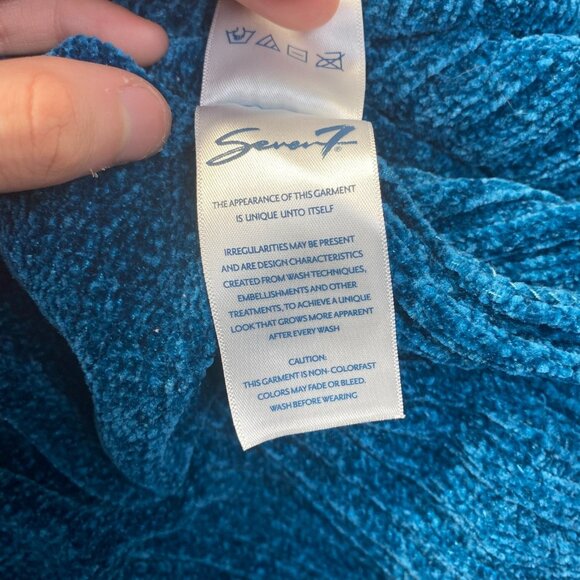 Seven7®
THE APPEARANCE OF THIS GARMENT
IS UNIQUE UNTO ITSELF
IRREGULARITIES MAY BE PRESENT
AND ARE DESIGN CHARACTERISTICS
CREATED FROM WASH TECHNIQUES,
EMBELLISHMENTS AND OTHER
TREATMENTS, TO ACHIEVE A UNIQUE
LOOK THAT GROWS MORE APPARENT
AFTER EVERY WASH
CAUTION:
THIS GARMENT IS NON- COLORFAST
COLORS MAY FADE OR BLEED.
WASH BEFORE WEARING